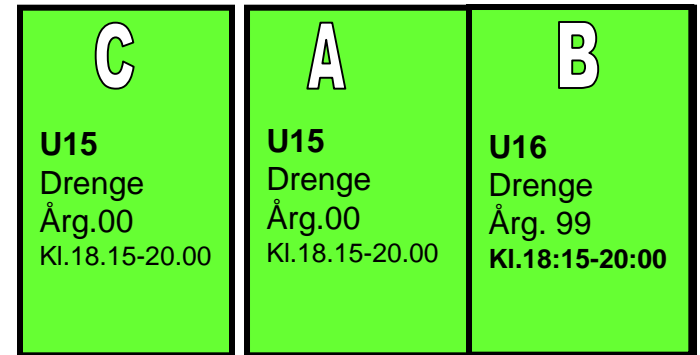 C
U15
Drenge
Årg.00
Kl.18.15-20.00
A
U15
Drenge
Årg.00
Kl.18.15-20.00
B
U16
Drenge
Årg. 99
Kl.18:15-20:00